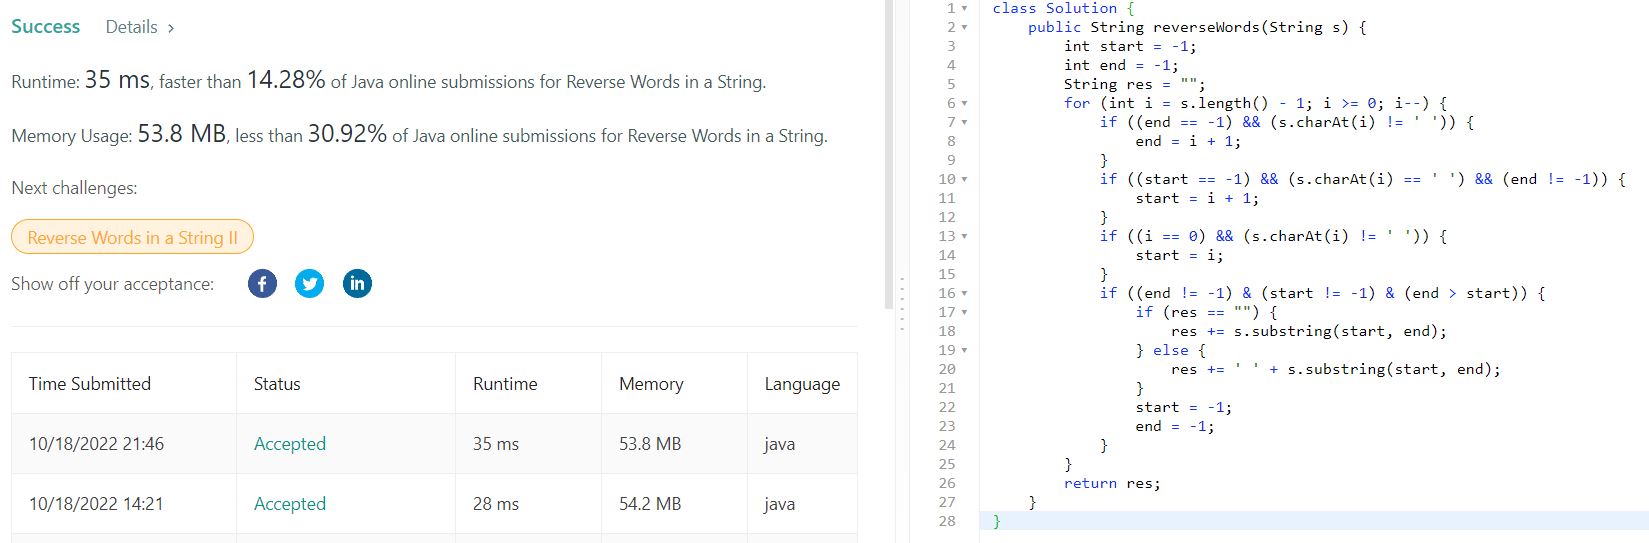 Success Details >
Runtime: 35 ms, faster than 14.28% of Java online submissions for Reverse Words in a String.
Memory Usage: 53.8 MB, less than 30.92% of Java online submissions for Reverse Words in a String.
Next challenges:
Reverse Words in a String II
Show off your acceptance: f in
Time Submitted Status Runtime Memory Language
10/18/2022 21:46 Accepted 35 ms 53.8 MB java
10/18/2022 14:21 Accepted 28 ms 54.2 MB java
1 class Solution {
2     public String reverseWords(String s) {
3         int start = -1;
4         int end = -1;
5         String res = "";
6         for (int i = s.length() - 1; i >= 0; i--) {
7             if ((end == -1) && (s.charAt(i) != ' ')) {
8                 end = i + 1;
9             }
10             if ((start == -1) && (s.charAt(i) == ' ') && (end != -1)) {
11                 start = i + 1;
12             }
13             if ((i == 0) && (s.charAt(i) != ' ')) {
14                 start = i;
15             }
16             if ((end != -1) & (start != -1) & (end > start)) {
17                 if (res == "") {
18                     res += s.substring(start, end);
19                 } else {
20                     res += ' ' + s.substring(start, end);
21                 }
22                 start = -1;
23                 end = -1;
24             }
25         }
26         return res;
27     }
28 }